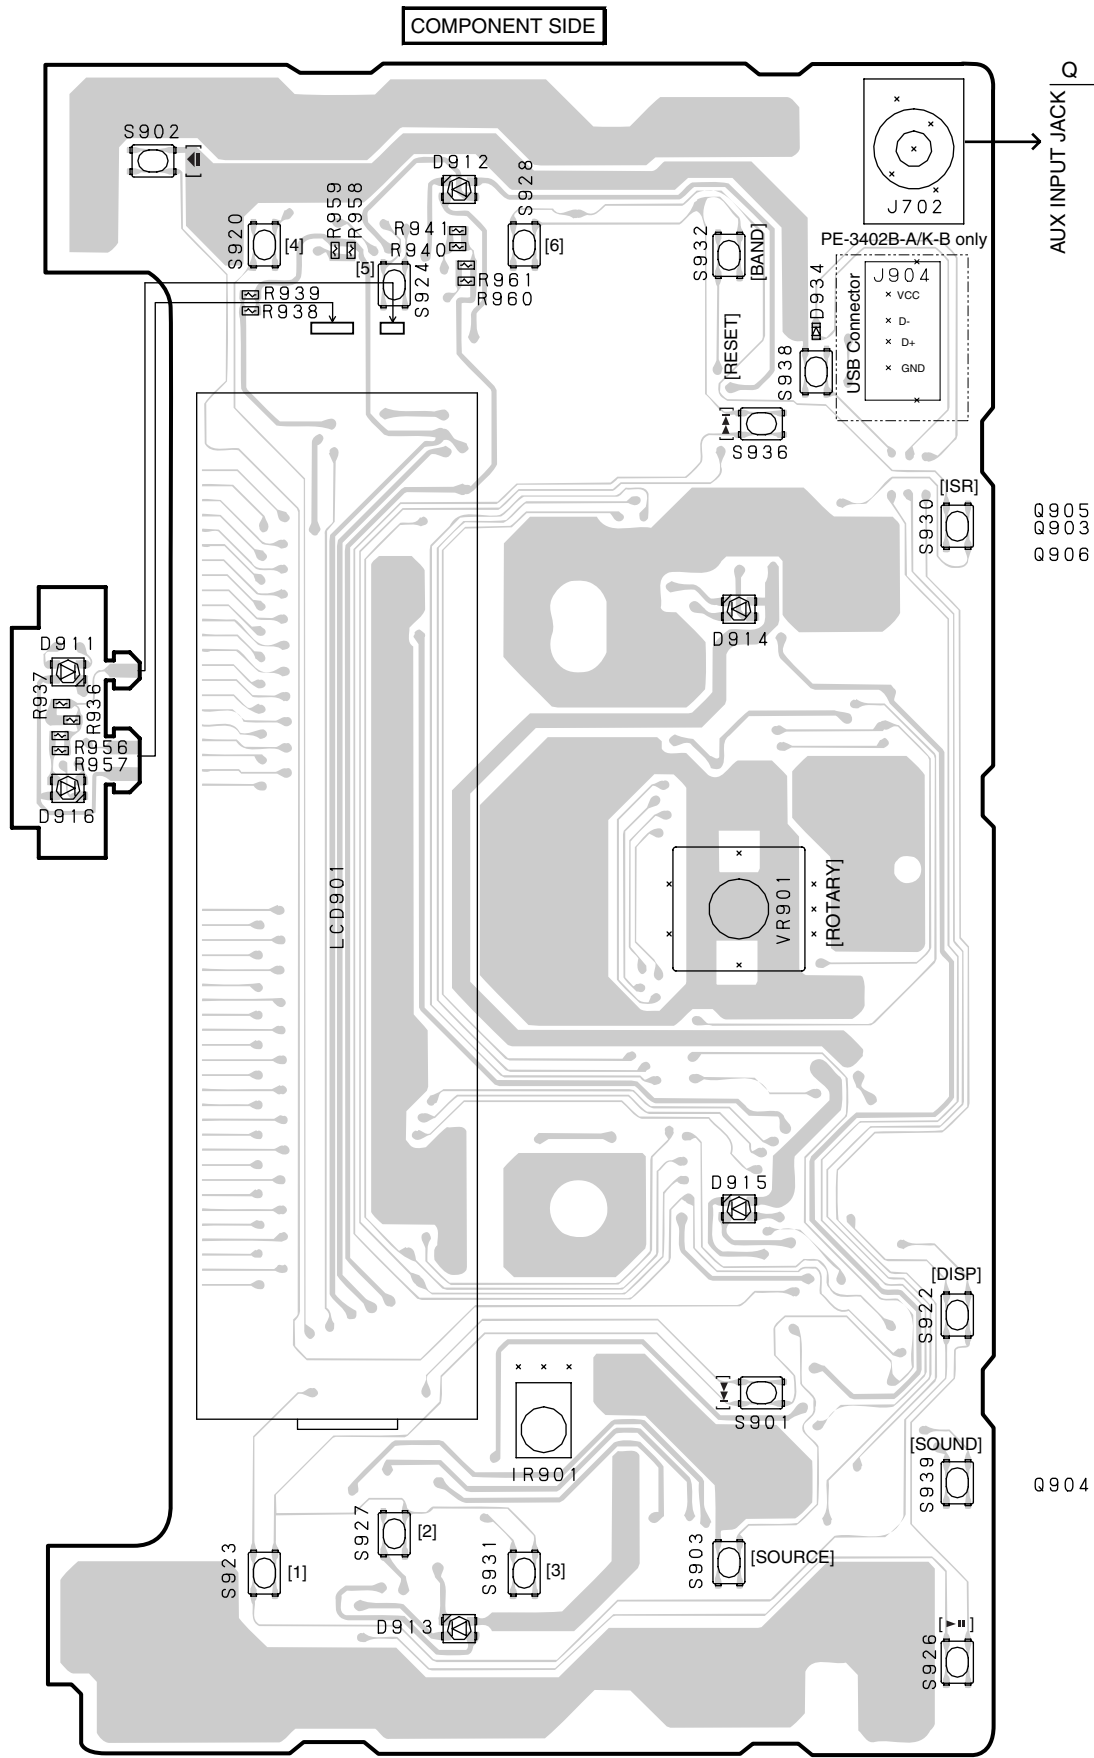 COMPONENT SIDE
Q
AUX INPUT JACK
S902
D912
S928
J702
R959
R958
S920
[4]
R941
R940
[6]
S932
[BAND]
PE-3402B-A/K-B only
[5]
S924
R961
R960
R939
R938
D934
J904
VCC
D-
D+
GND
USB Connector
[RESET]
S938
S936
[ISR]
S930
Q905
Q903
Q906
D914
D911
R937
R936
R956
R957
D916
LCD901
VR901
[ROTARY]
D915
[DISP]
S922
S901
[SOUND]
S939
IR901
Q904
S927
[2]
S923
[1]
S931
[3]
S903
[SOURCE]
D913
S926